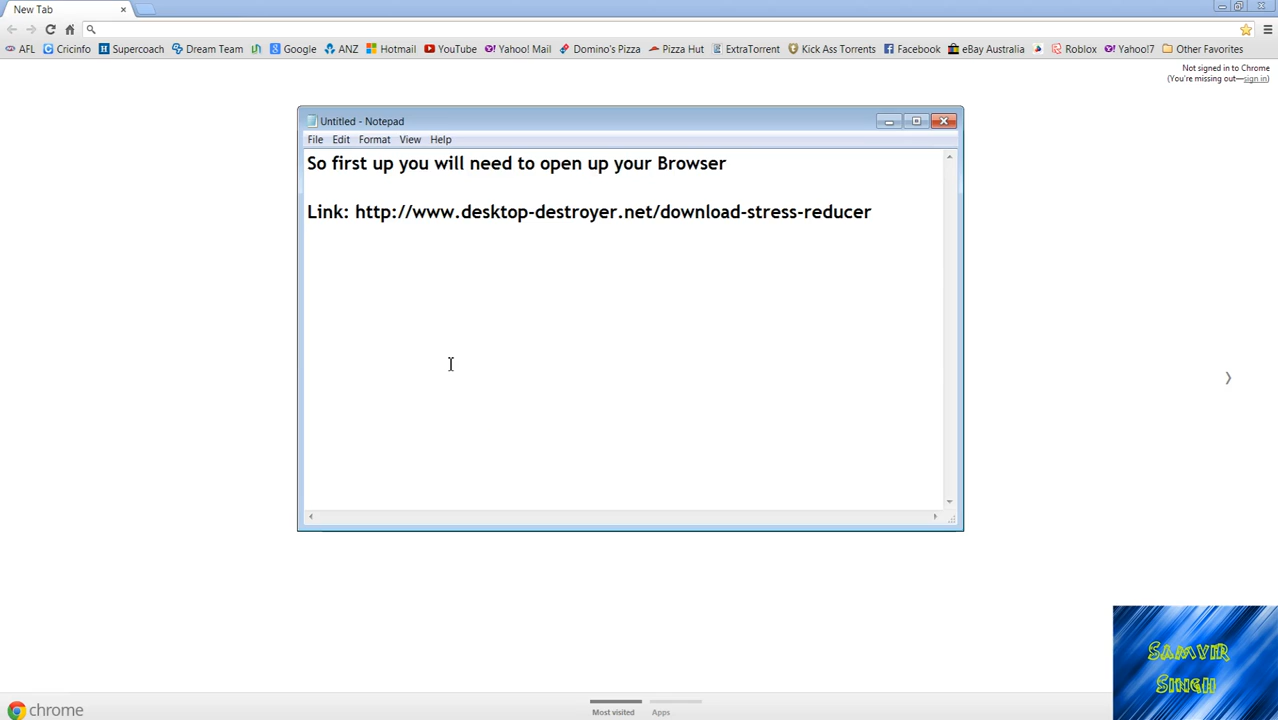 New Tab
AFL Cricinfo Supercoach Dream Team Google ANZ Hotmail YouTube Yahoo! Mail Domino's Pizza Pizza Hut ExtraTorrent Kick Ass Torrents Facebook eBay Australia Roblox Yahoo!7 Other Favorites
Not signed in to Chrome
(You're missing out—sign in)
Untitled - Notepad
File Edit Format View Help
So first up you will need to open up your Browser
Link: http://www.desktop-destroyer.net/download-stress-reducer
SAMVIR
SINGH
chrome
Most visited Apps